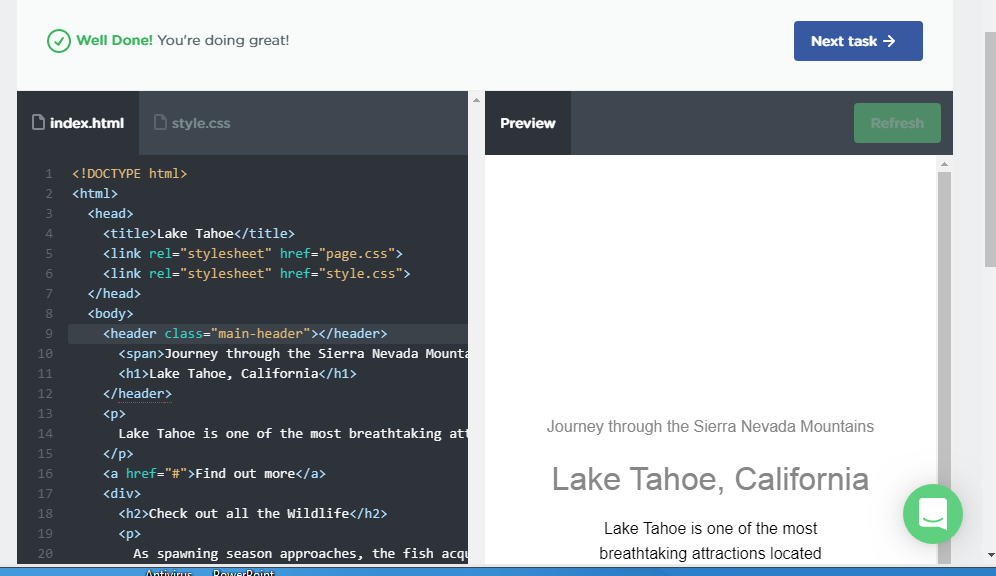 Well Done! You're doing great!
Next task →
index.html
style.css
Preview
Refresh
1 <!DOCTYPE html>
2 <html>
3 <head>
4 <title>Lake Tahoe</title>
5 <link rel="stylesheet" href="page.css">
6 <link rel="stylesheet" href="style.css">
7 </head>
8 <body>
9 <header class="main-header"></header>
10 <span>Journey through the Sierra Nevada Mounta
11 <h1>Lake Tahoe, California</h1>
12 </header>
13 <p>
14 Lake Tahoe is one of the most breathtaking att
15 </p>
16 <a href="#">Find out more</a>
17 <div>
18 <h2>Check out all the Wildlife</h2>
19 <p>
20 As spawning season approaches, the fish acqu
Journey through the Sierra Nevada Mountains
Lake Tahoe, California
Lake Tahoe is one of the most
breathtaking attractions located
Antivirus PowerPoint